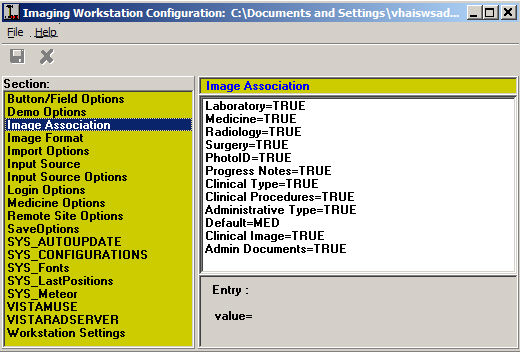 Imaging Workstation Configuration: C:\Documents and Settings\vhaiswsad...
File Help
Section:
Button/Field Options
Demo Options
Image Association
Image Format
Import Options
Input Source
Input Source Options
Login Options
Medicine Options
Remote Site Options
SaveOptions
SYS_AUTOUPDATE
SYS_CONFIGURATIONS
SYS_Fonts
SYS_LastPositions
SYS_Meteor
VISTAMUSE
VISTARADSERVER
Workstation Settings
Image Association
Laboratory=TRUE
Medicine=TRUE
Radiology=TRUE
Surgery=TRUE
PhotoID=TRUE
Progress Notes=TRUE
Clinical Type=TRUE
Clinical Procedures=TRUE
Administrative Type=TRUE
Default=MED
Clinical Image=TRUE
Admin Documents=TRUE
Entry :
value=